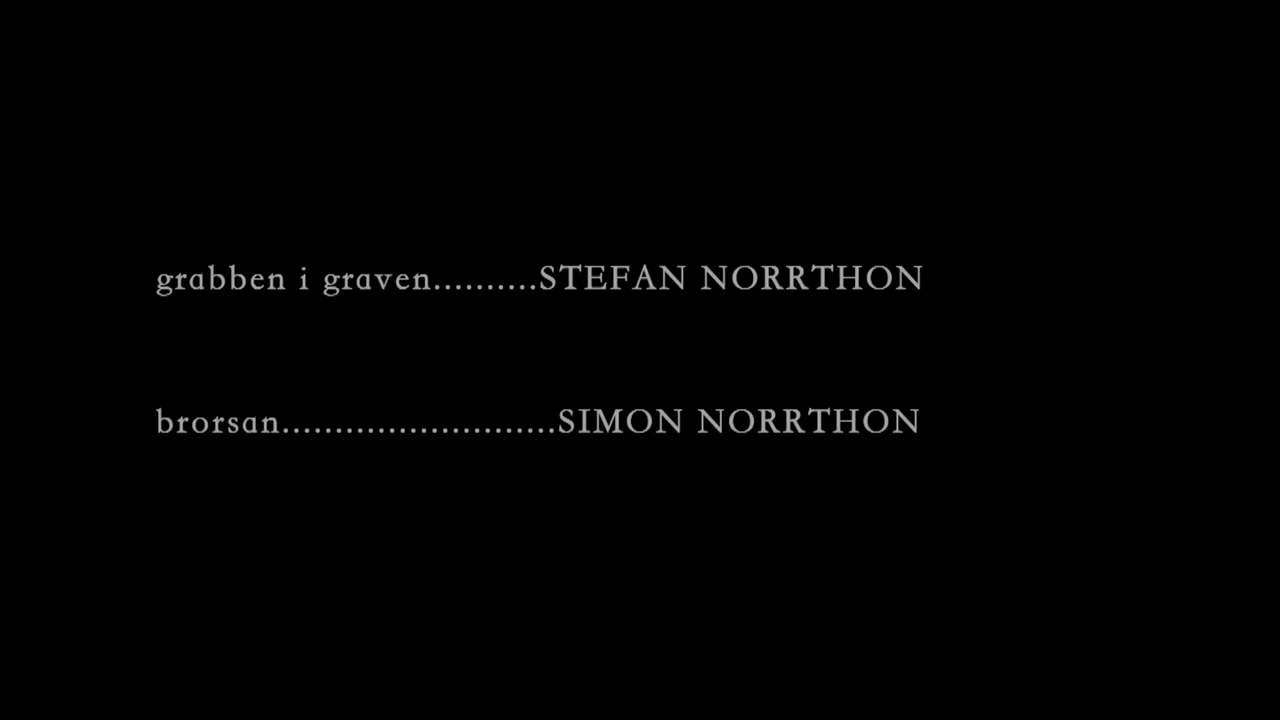 grabben i graven..........STEFAN NORRTHON
brorsan..........................SIMON NORRTHON